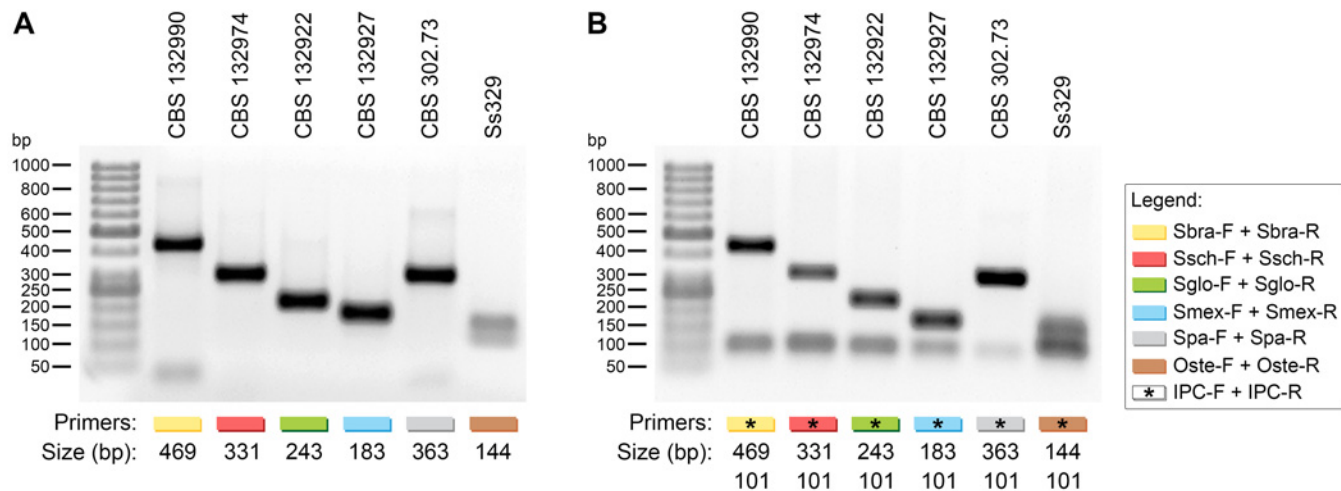 A
CBS 132990
CBS 132974
CBS 132922
CBS 132927
CBS 302.73
Ss329
bp
1000
800
600
500
400
300
250
200
150
100
50
Primers:
Size (bp): 469 331 243 183 363 144
B
CBS 132990
CBS 132974
CBS 132922
CBS 132927
CBS 302.73
Ss329
bp
1000
800
600
500
400
300
250
200
150
100
50
Primers: * * * * * *
Size (bp): 469 331 243 183 363 144
101 101 101 101 101 101
Legend:
Sbra-F + Sbra-R
Ssch-F + Ssch-R
Sglo-F + Sglo-R
Smex-F + Smex-R
Spa-F + Spa-R
Oste-F + Oste-R
* IPC-F + IPC-R